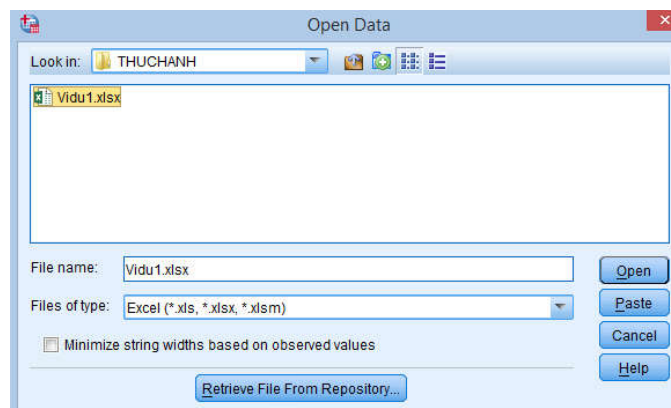 Open Data
Look in: THUCHANH
Vidu1.xlsx
File name: Vidu1.xlsx
Open
Files of type: Excel (*.xls, *.xlsx, *.xlsm)
Paste
Minimize string widths based on observed values
Cancel
Help
Retrieve File From Repository...